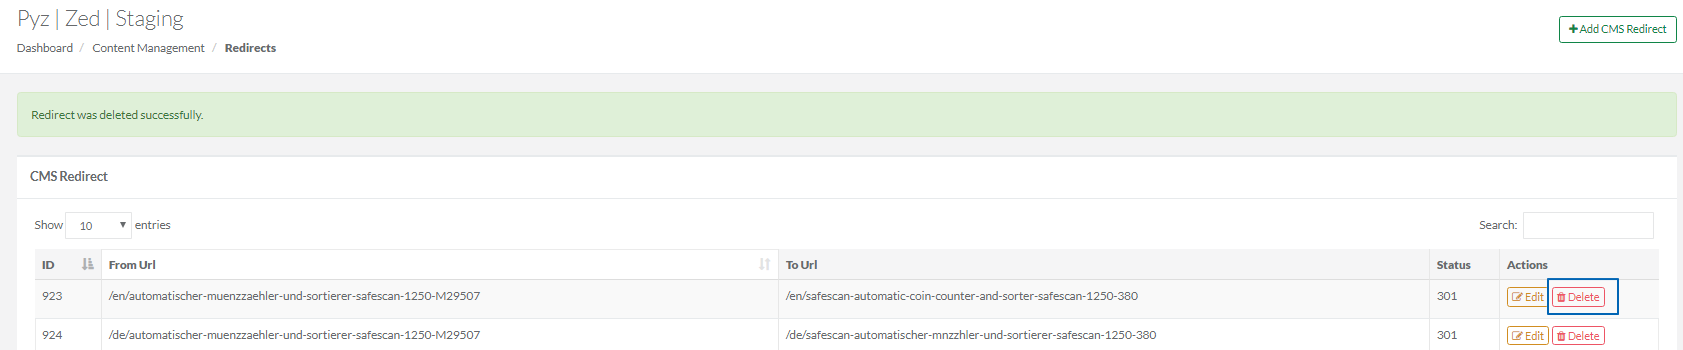 Pyz | Zed | Staging
Dashboard / Content Management / Redirects
Add CMS Redirect
Redirect was deleted successfully.
CMS Redirect
Show 10 entries Search:
ID From Url To Url Status Actions
923 /en/automatischer-muenzzaehler-und-sortierer-safescan-1250-M29507 /en/safescan-automatic-coin-counter-and-sorter-safescan-1250-380 301 Edit Delete
924 /de/automatischer-muenzzaehler-und-sortierer-safescan-1250-M29507 /de/safescan-automatischer-mnzzhler-und-sortierer-safescan-1250-380 301 Edit Delete